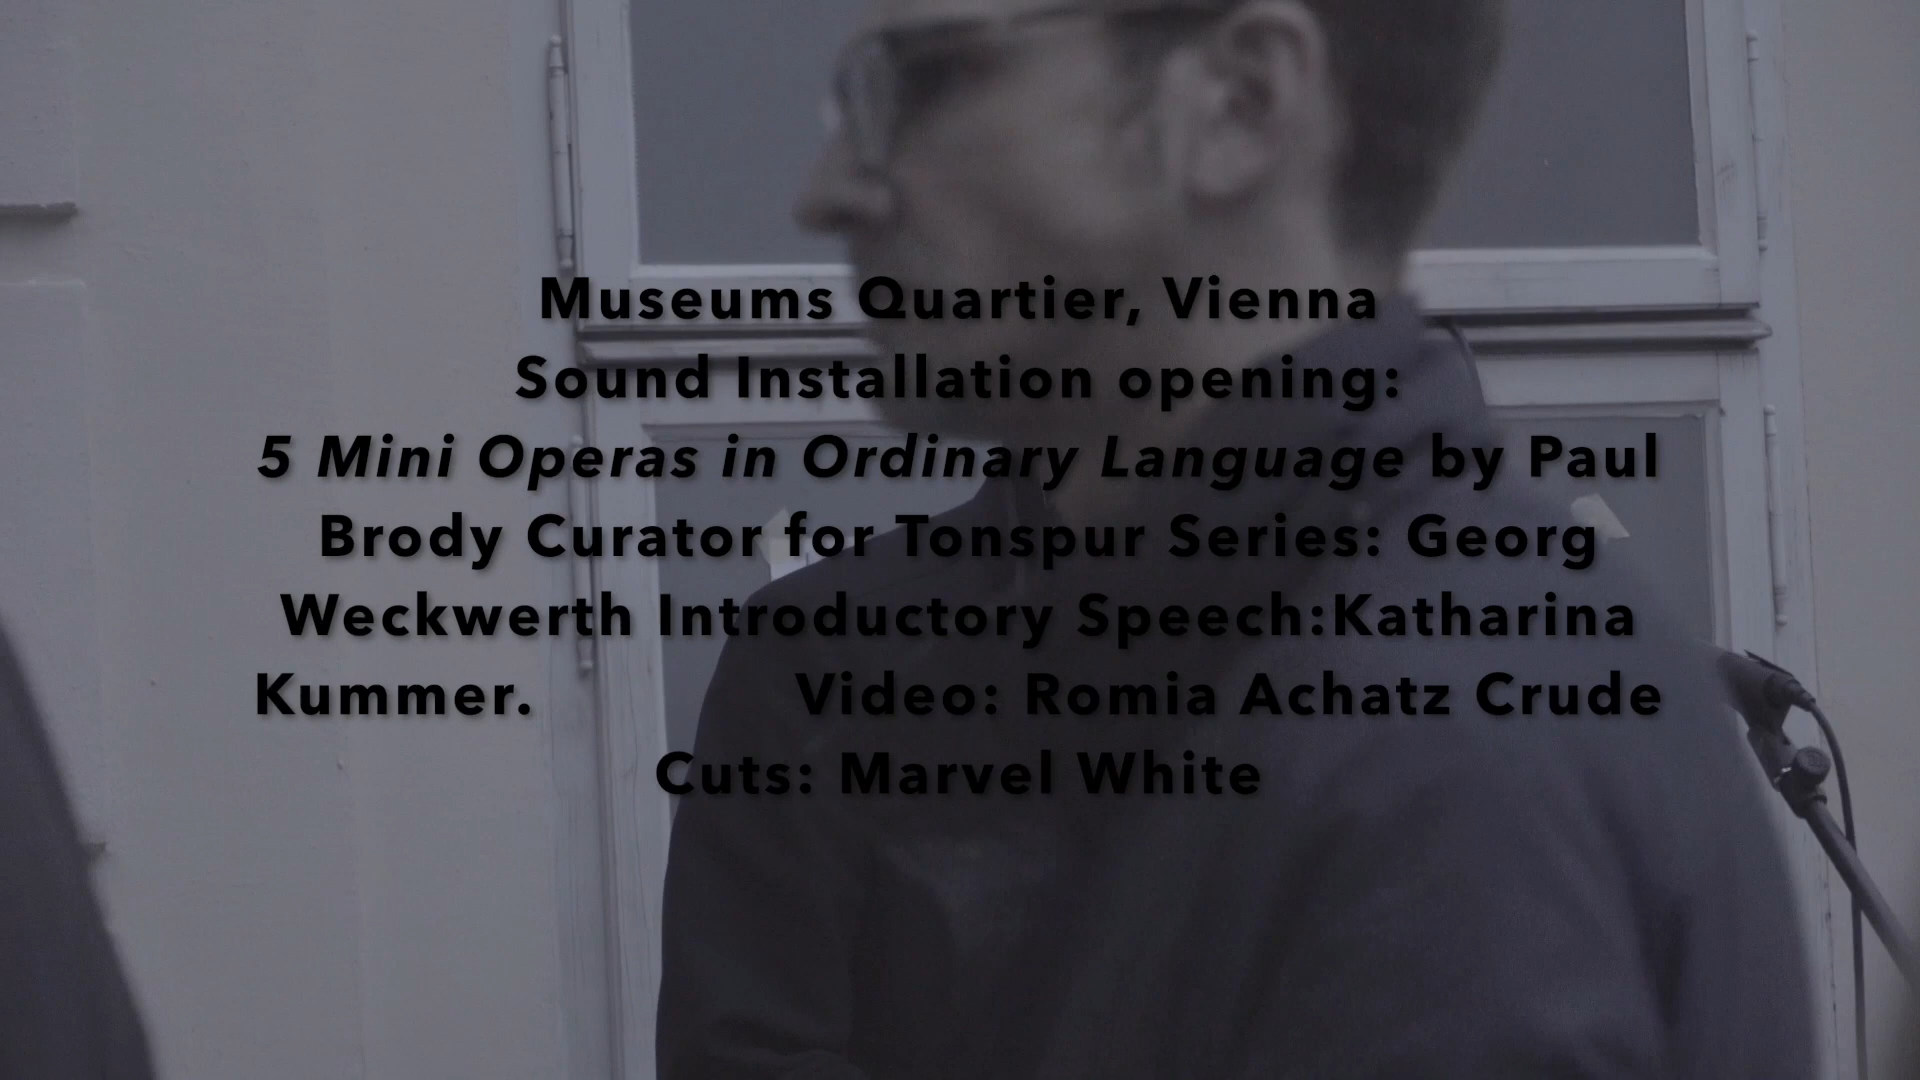 Museums Quartier, Vienna
Sound Installation opening:
5 Mini Operas in Ordinary Language by Paul
Brody Curator for Tonspur Series: Georg
Weckwerth Introductory Speech:Katharina
Kummer. Video: Romia Achatz Crude
Cuts: Marvel White